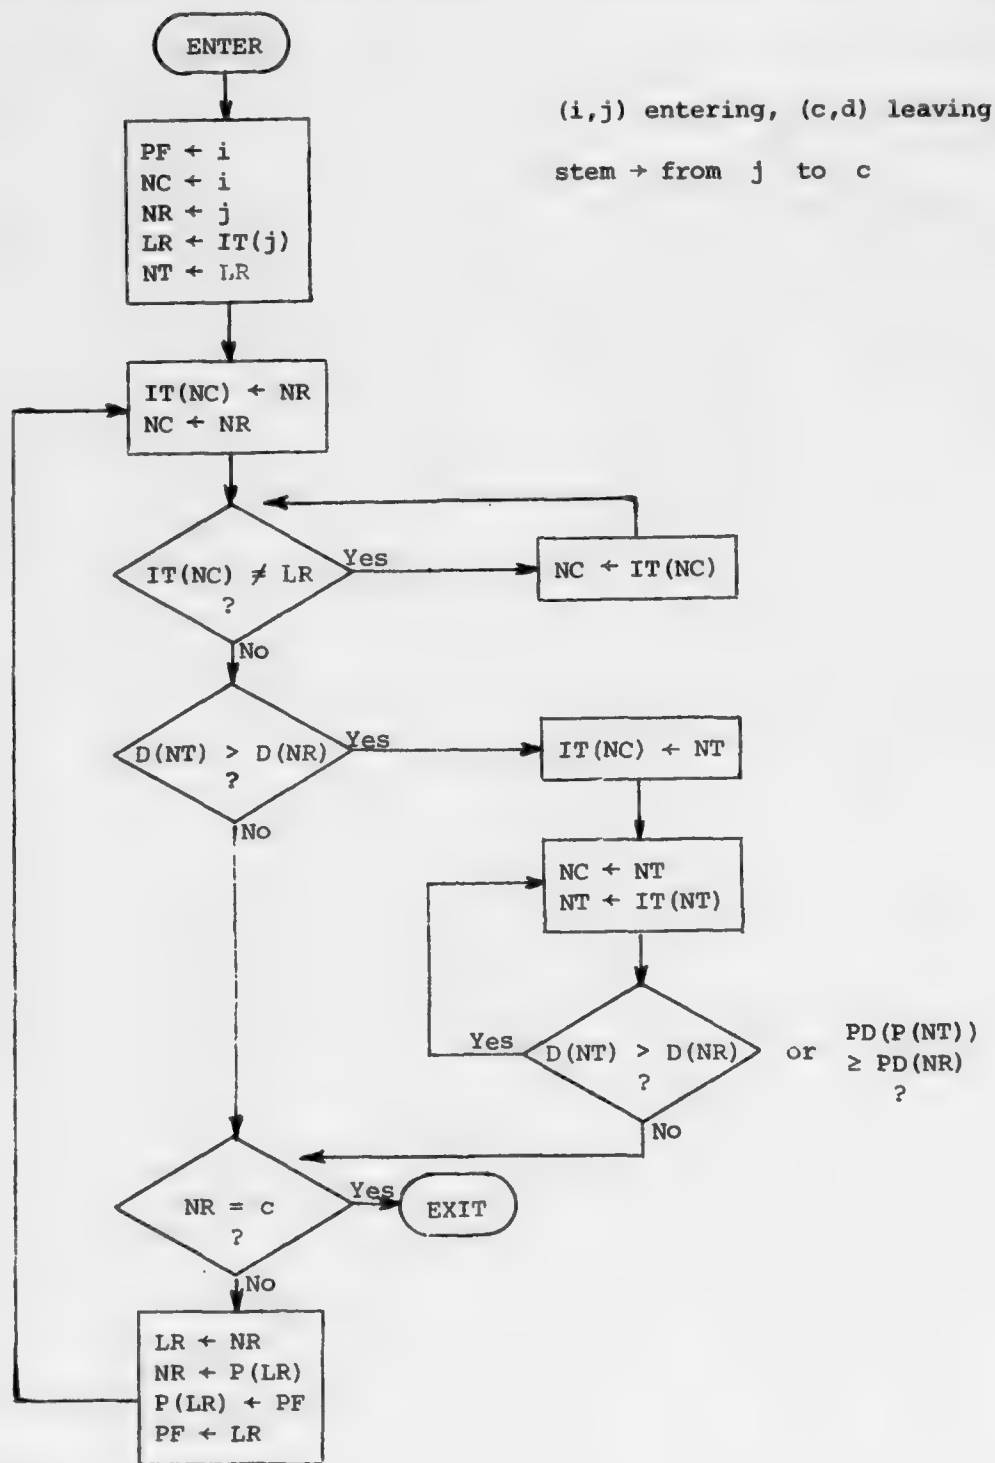 ENTER
(i,j) entering, (c,d) leaving
stem → from j to c
PF ← i
NC ← i
NR ← j
LR ← IT(j)
NT ← LR
IT(NC) ← NR
NC ← NR
IT(NC) ≠ LR
?
Yes
NC ← IT(NC)
No
D(NT) > D(NR)
?
Yes
IT(NC) ← NT
No
NC ← NT
NT ← IT(NT)
Yes
D(NT) > D(NR)
?
or
PD(P(NT))
≥ PD(NR)
?
No
NR = c
?
Yes
EXIT
No
LR ← NR
NR ← P(LR)
P(LR) ← PF
PF ← LR